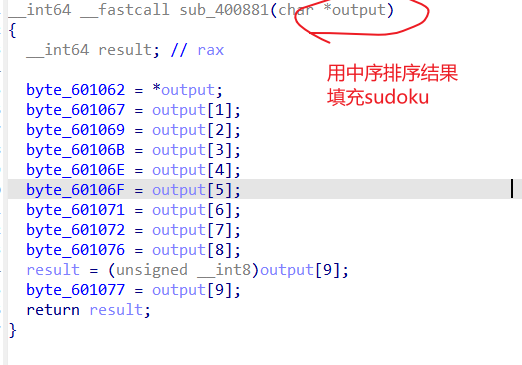 __int64 __fastcall sub_400881(char *output)
{
__int64 result; // rax
byte_601062 = *output;
byte_601067 = output[1];
byte_601069 = output[2];
byte_60106B = output[3];
byte_60106E = output[4];
byte_60106F = output[5];
byte_601071 = output[6];
byte_601072 = output[7];
byte_601076 = output[8];
result = (unsigned __int8)output[9];
byte_601077 = output[9];
return result;
}
用中序排序结果
填充sudoku